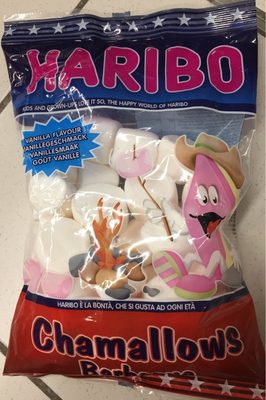 HARIBO
KIDS AND GROWN-UPS LOVE IT SO, THE HAPPY WORLD OF HARIBO
VANILLA FLAVOUR
VANILLEGESCHMACK
VANILLESMAAK
GOÛT VANILLE
HARIBO È LA BONTÀ, CHE SI GUSTA AD OGNI ETÀ
Chamallows
Barbecue